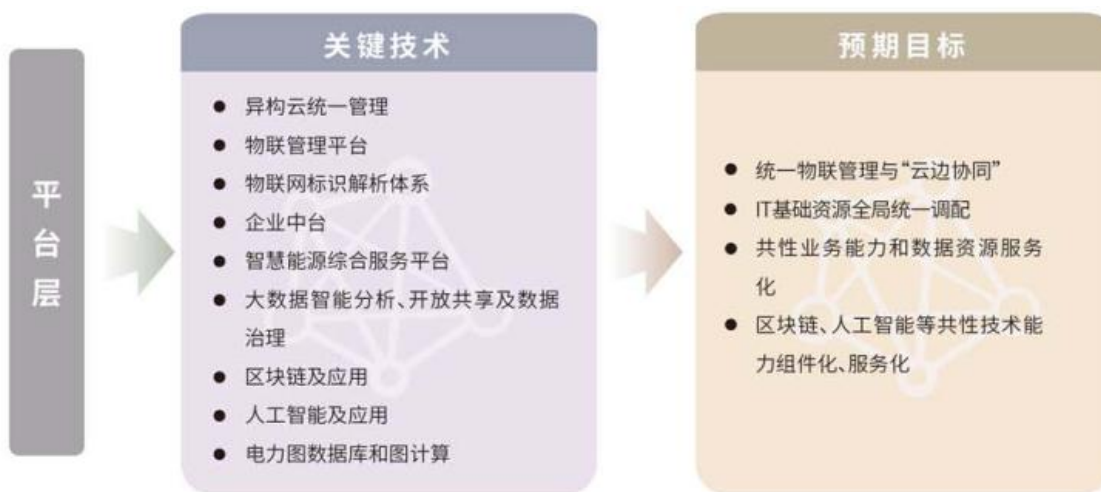 平台层
关键技术
异构云统一管理
物联管理平台
物联网标识解析体系
企业中台
智慧能源综合服务平台
大数据智能分析、开放共享及数据
治理
区块链及应用
人工智能及应用
电力图数据库和图计算
预期目标
统一物联管理与“云边协同”
IT基础资源全局统一调配
共性业务能力和数据资源服务
化
区块链、人工智能等共性技术能
力组件化、服务化